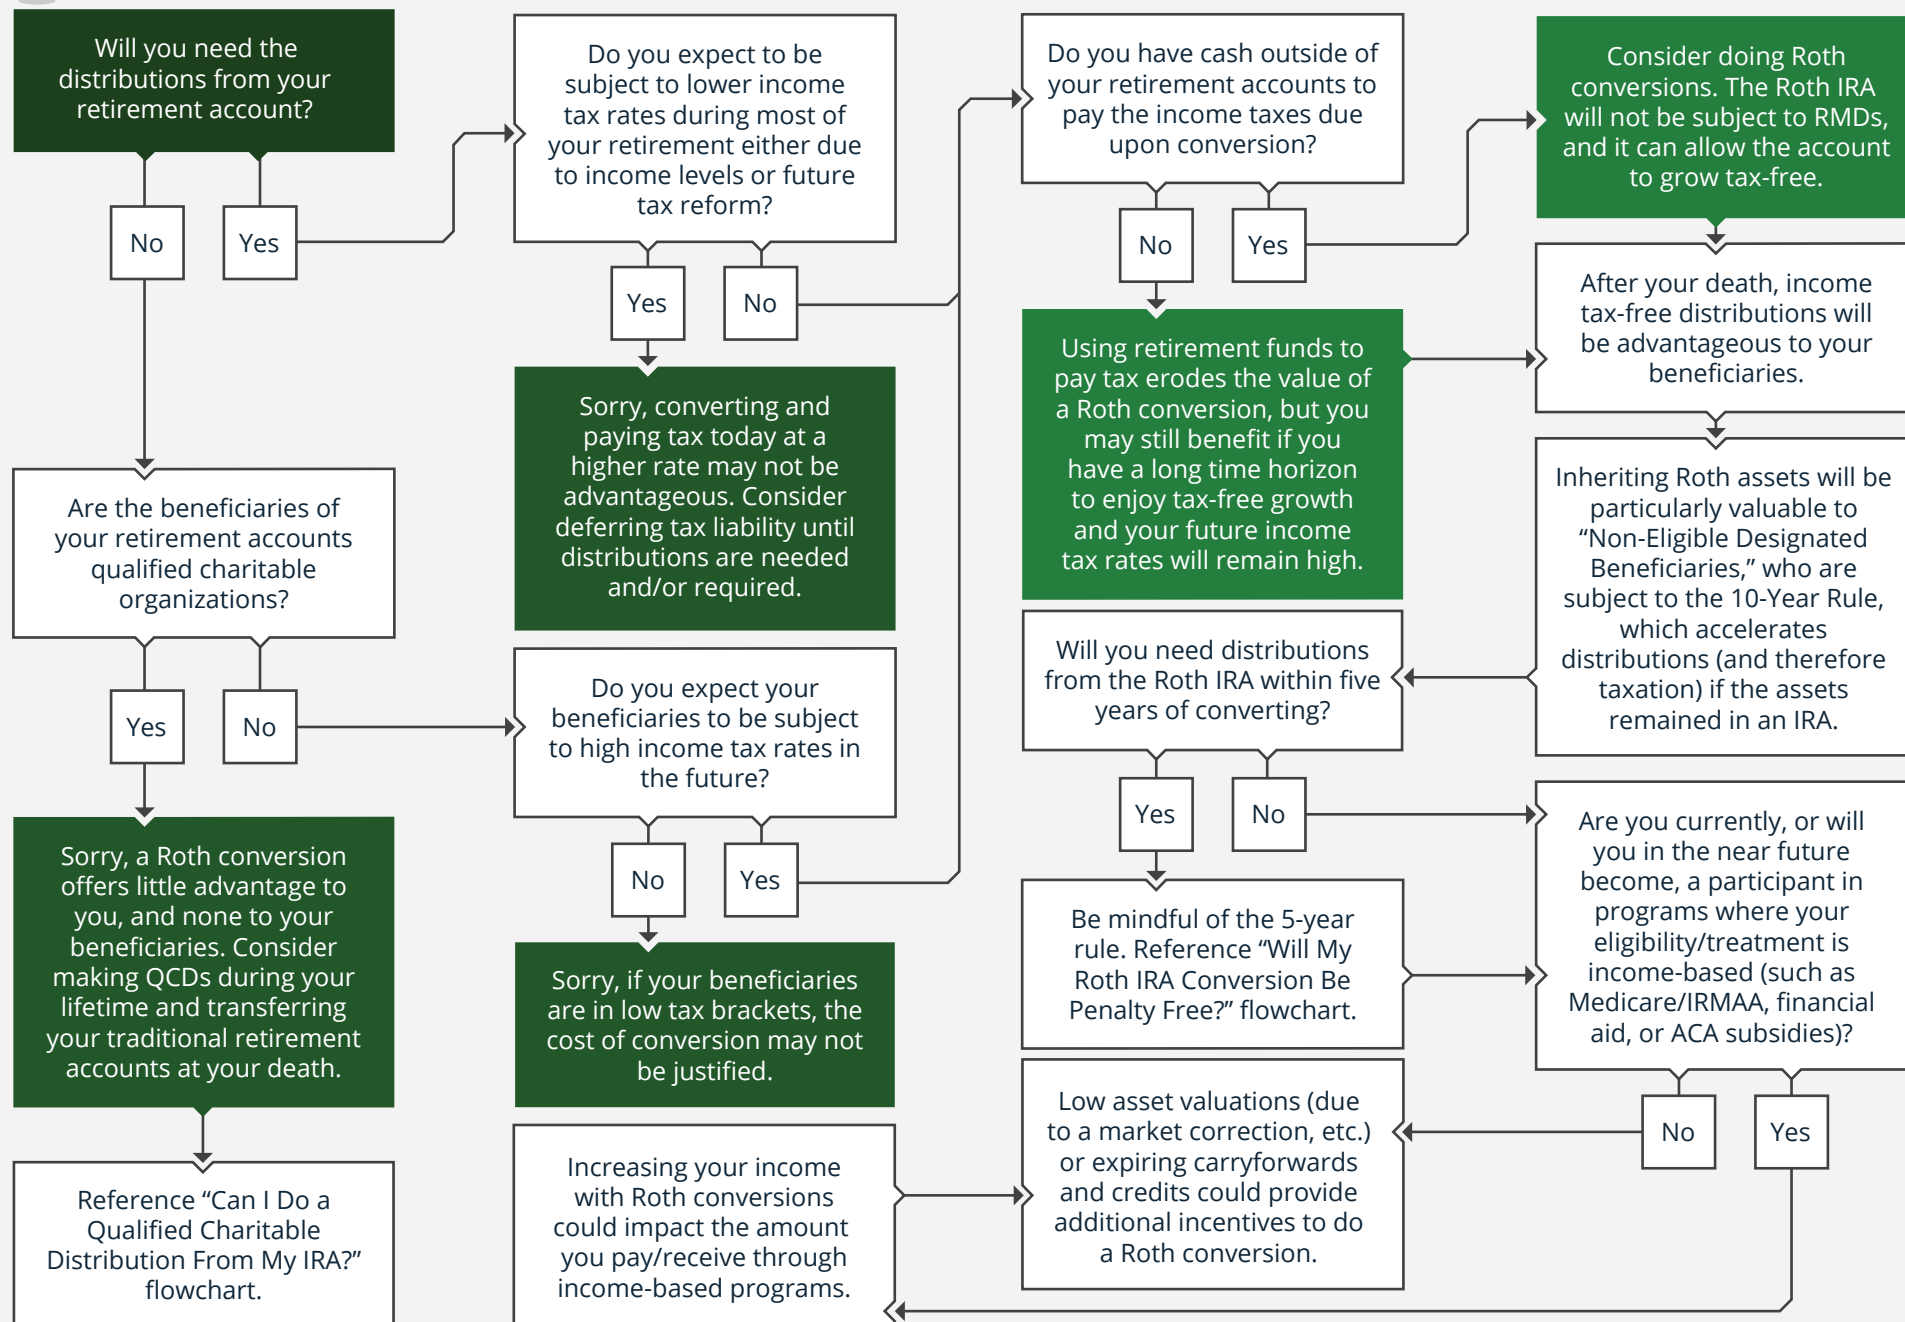 Will you need the
distributions from your
retirement account?
No
Yes
Do you expect to be
subject to lower income
tax rates during most of
your retirement either due
to income levels or future
tax reform?
Yes
No
Sorry, converting and
paying tax today at a
higher rate may not be
advantageous. Consider
deferring tax liability until
distributions are needed
and/or required.
Are the beneficiaries of
your retirement accounts
qualified charitable
organizations?
Yes
No
Sorry, a Roth conversion
offers little advantage to
you, and none to your
beneficiaries. Consider
making QCDs during your
lifetime and transferring
your traditional retirement
accounts at your death.
Reference “Can I Do a
Qualified Charitable
Distribution From My IRA?”
flowchart.
Do you expect your
beneficiaries to be subject
to high income tax rates in
the future?
No
Yes
Sorry, if your beneficiaries
are in low tax brackets, the
cost of conversion may not
be justified.
Do you have cash outside of
your retirement accounts to
pay the income taxes due
upon conversion?
No
Yes
Using retirement funds to
pay tax erodes the value of
a Roth conversion, but you
may still benefit if you
have a long time horizon
to enjoy tax-free growth
and your future income
tax rates will remain high.
Consider doing Roth
conversions. The Roth IRA
will not be subject to RMDs,
and it can allow the account
to grow tax-free.
After your death, income
tax-free distributions will
be advantageous to your
beneficiaries.
Inheriting Roth assets will be
particularly valuable to
“Non-Eligible Designated
Beneficiaries,” who are
subject to the 10-Year Rule,
which accelerates
distributions (and therefore
taxation) if the assets
remained in an IRA.
Will you need distributions
from the Roth IRA within five
years of converting?
Yes
No
Be mindful of the 5-year
rule. Reference “Will My
Roth IRA Conversion Be
Penalty Free?” flowchart.
Are you currently, or will
you in the near future
become, a participant in
programs where your
eligibility/treatment is
income-based (such as
Medicare/IRMAA, financial
aid, or ACA subsidies)?
No
Yes
Increasing your income
with Roth conversions
could impact the amount
you pay/receive through
income-based programs.
Low asset valuations (due
to a market correction, etc.)
or expiring carryforwards
and credits could provide
additional incentives to do
a Roth conversion.